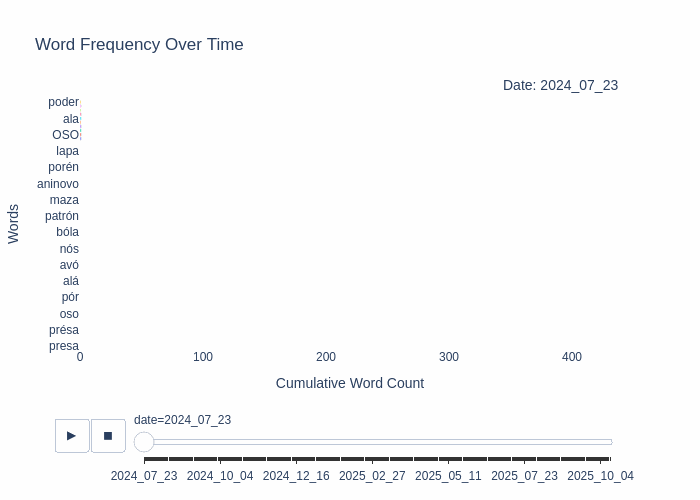 Word Frequency Over Time
Date: 2024_07_23
poder
ala
OSO
lapa
porén
aninovo
maza
patrón
bóla
nós
avó
alá
pór
oso
présa
presa
Words
0 100 200 300 400
Cumulative Word Count
date=2024_07_23
2024_07_23 2024_10_04 2024_12_16 2025_02_27 2025_05_11 2025_07_23 2025_10_04